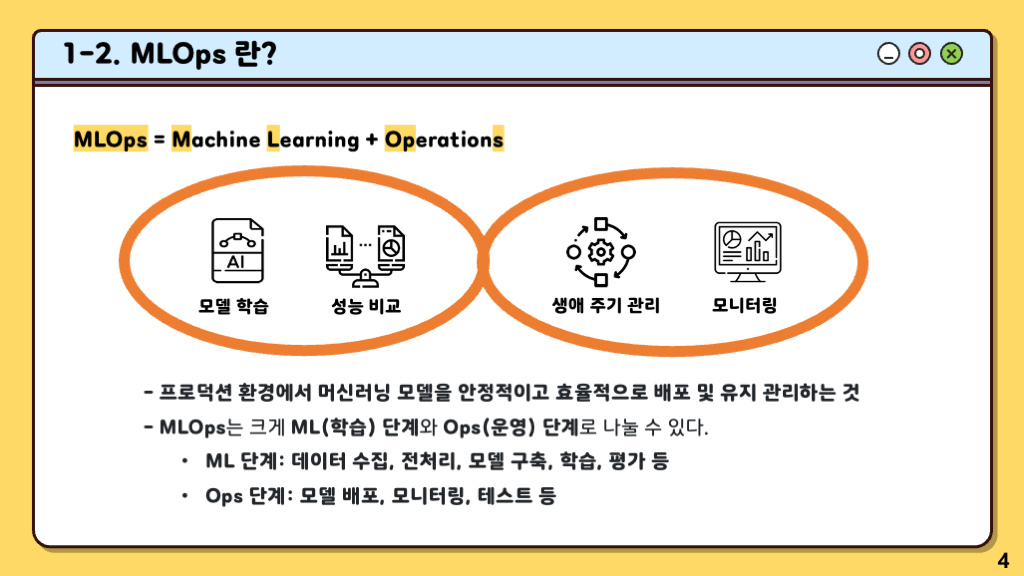 1-2. MLOps 란?
MLOps = Machine Learning + Operations
AI
모델 학습
성능 비교
생애 주기 관리
모니터링
- 프로덕션 환경에서 머신러닝 모델을 안정적이고 효율적으로 배포 및 유지 관리하는 것
- MLOps는 크게 ML(학습) 단계와 Ops(운영) 단계로 나눌 수 있다.
• ML 단계: 데이터 수집, 전처리, 모델 구축, 학습, 평가 등
• Ops 단계: 모델 배포, 모니터링, 테스트 등
4